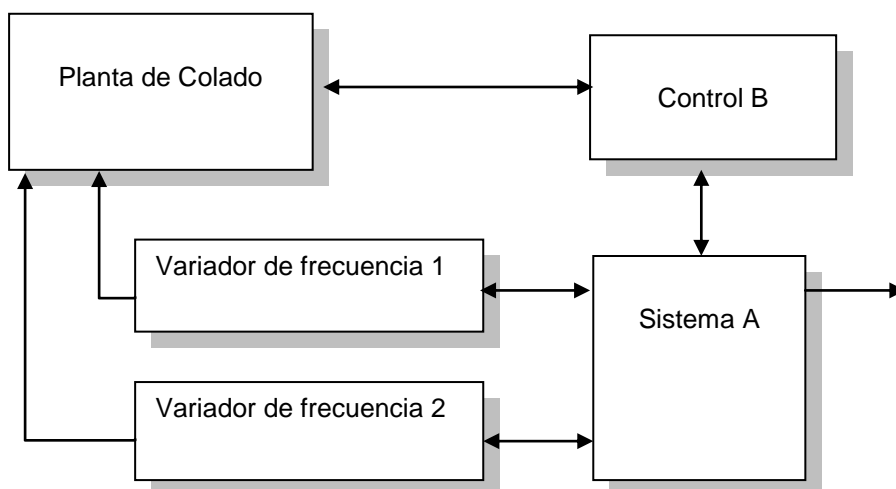 Planta de Colado
Control B
Variador de frecuencia 1
Sistema A
Variador de frecuencia 2